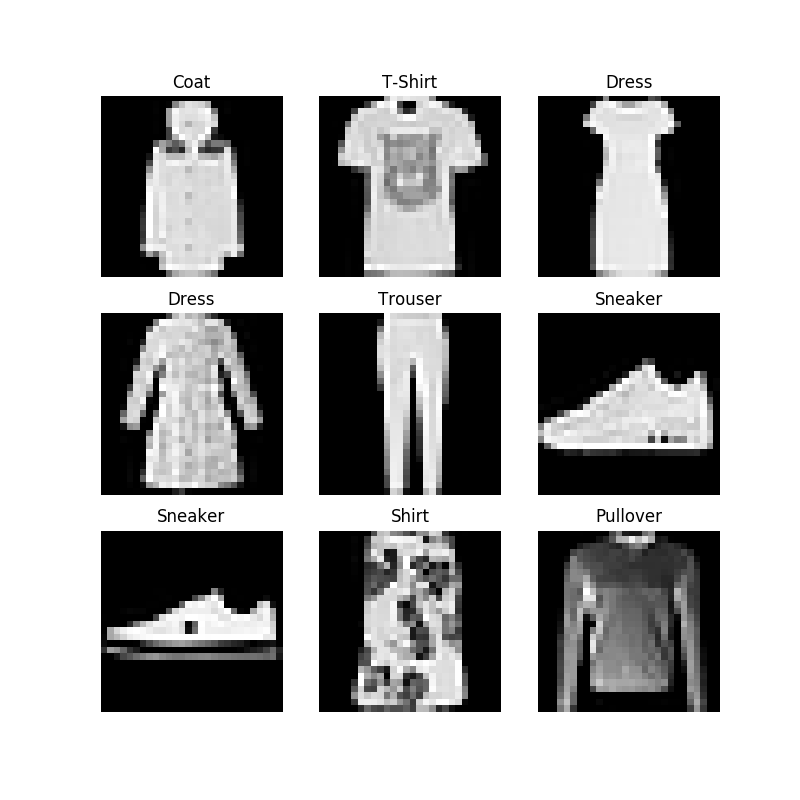 Coat
T-Shirt
Dress
Dress
Trouser
Sneaker
Sneaker
Shirt
Pullover